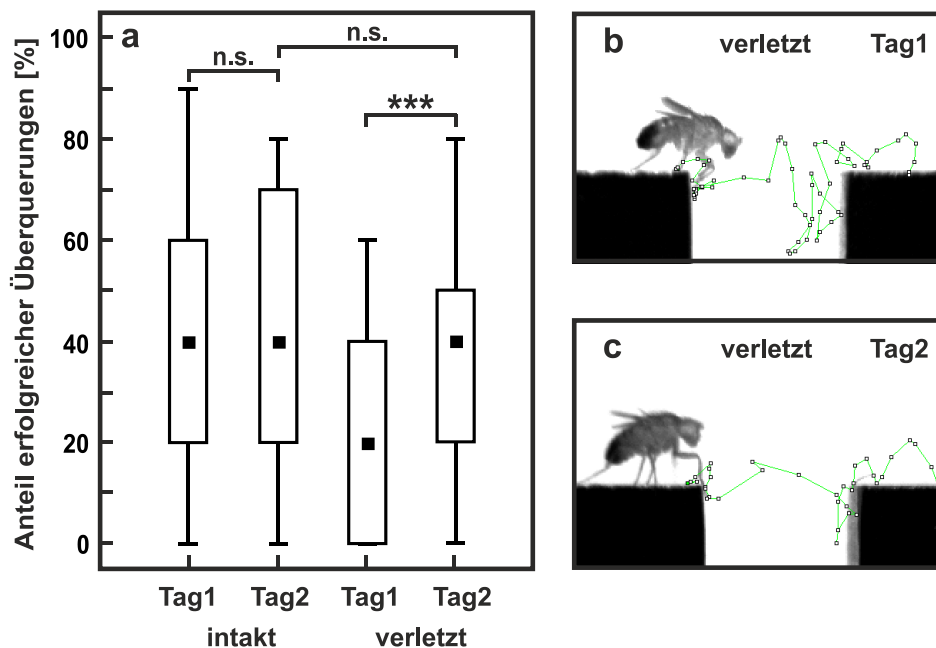 a
Anteil erfolgreicher Überquerungen [%]
100
80
60
40
20
0
n.s.
n.s.
***
Tag1 Tag2 Tag1 Tag2
intakt verletzt
b verletzt Tag1
c verletzt Tag2